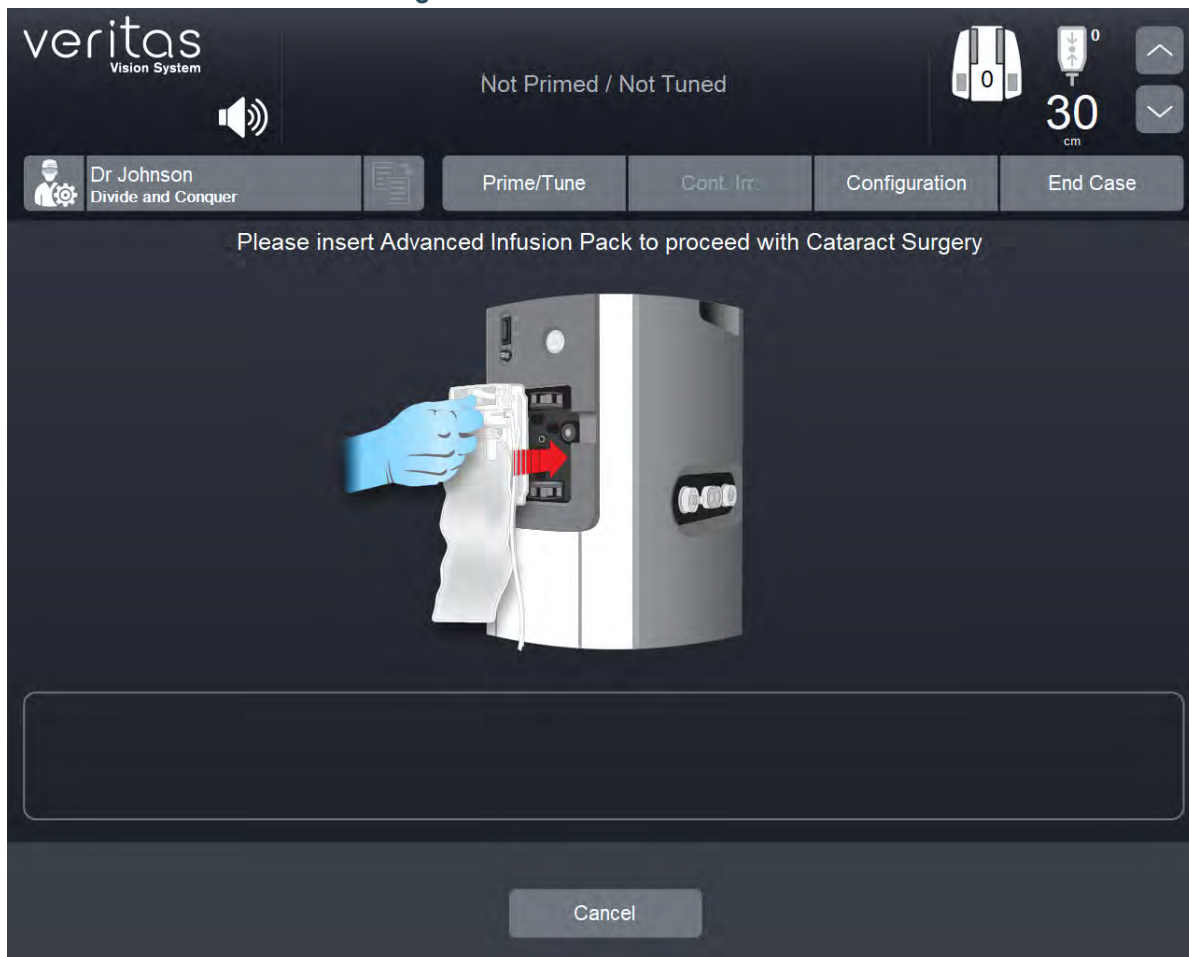 veritas
Vision System
Not Primed / Not Tuned
0
0
30
cm
Dr Johnson
Divide and Conquer
Prime/Tune
Cont. Irr.
Configuration
End Case
Please insert Advanced Infusion Pack to proceed with Cataract Surgery
Cancel